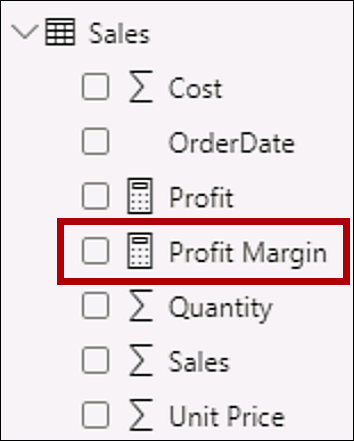 Sales
Cost
OrderDate
Profit
Profit Margin
Quantity
Sales
Unit Price